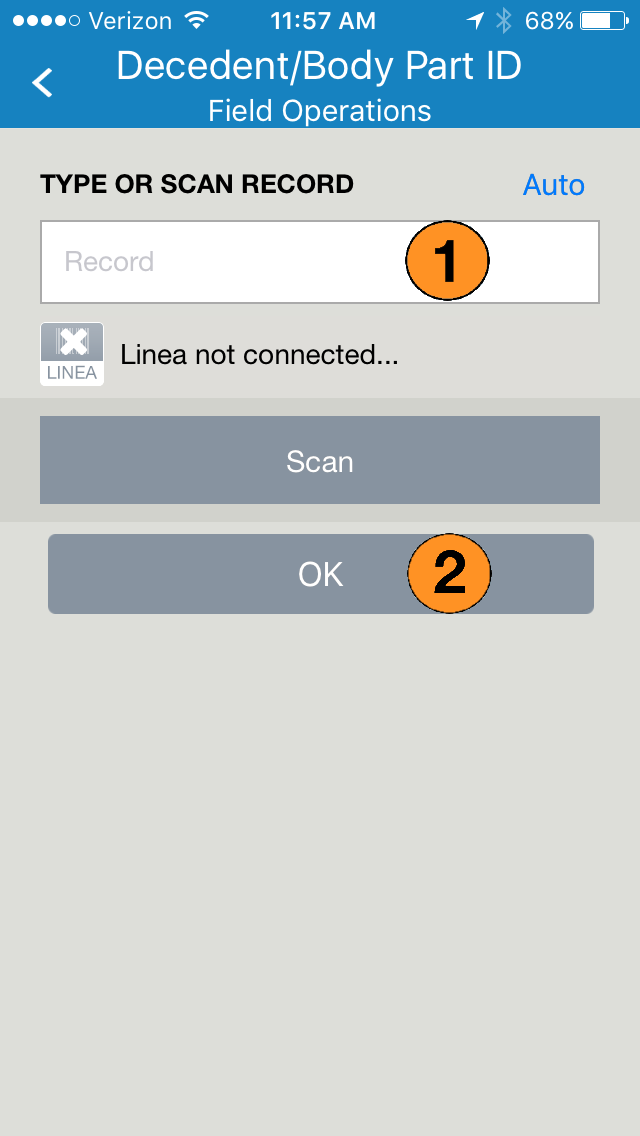 Verizon 11:57 AM 68%
Decedent/Body Part ID
Field Operations
TYPE OR SCAN RECORD Auto
Record 1
LINEA Linea not connected...
Scan
OK 2